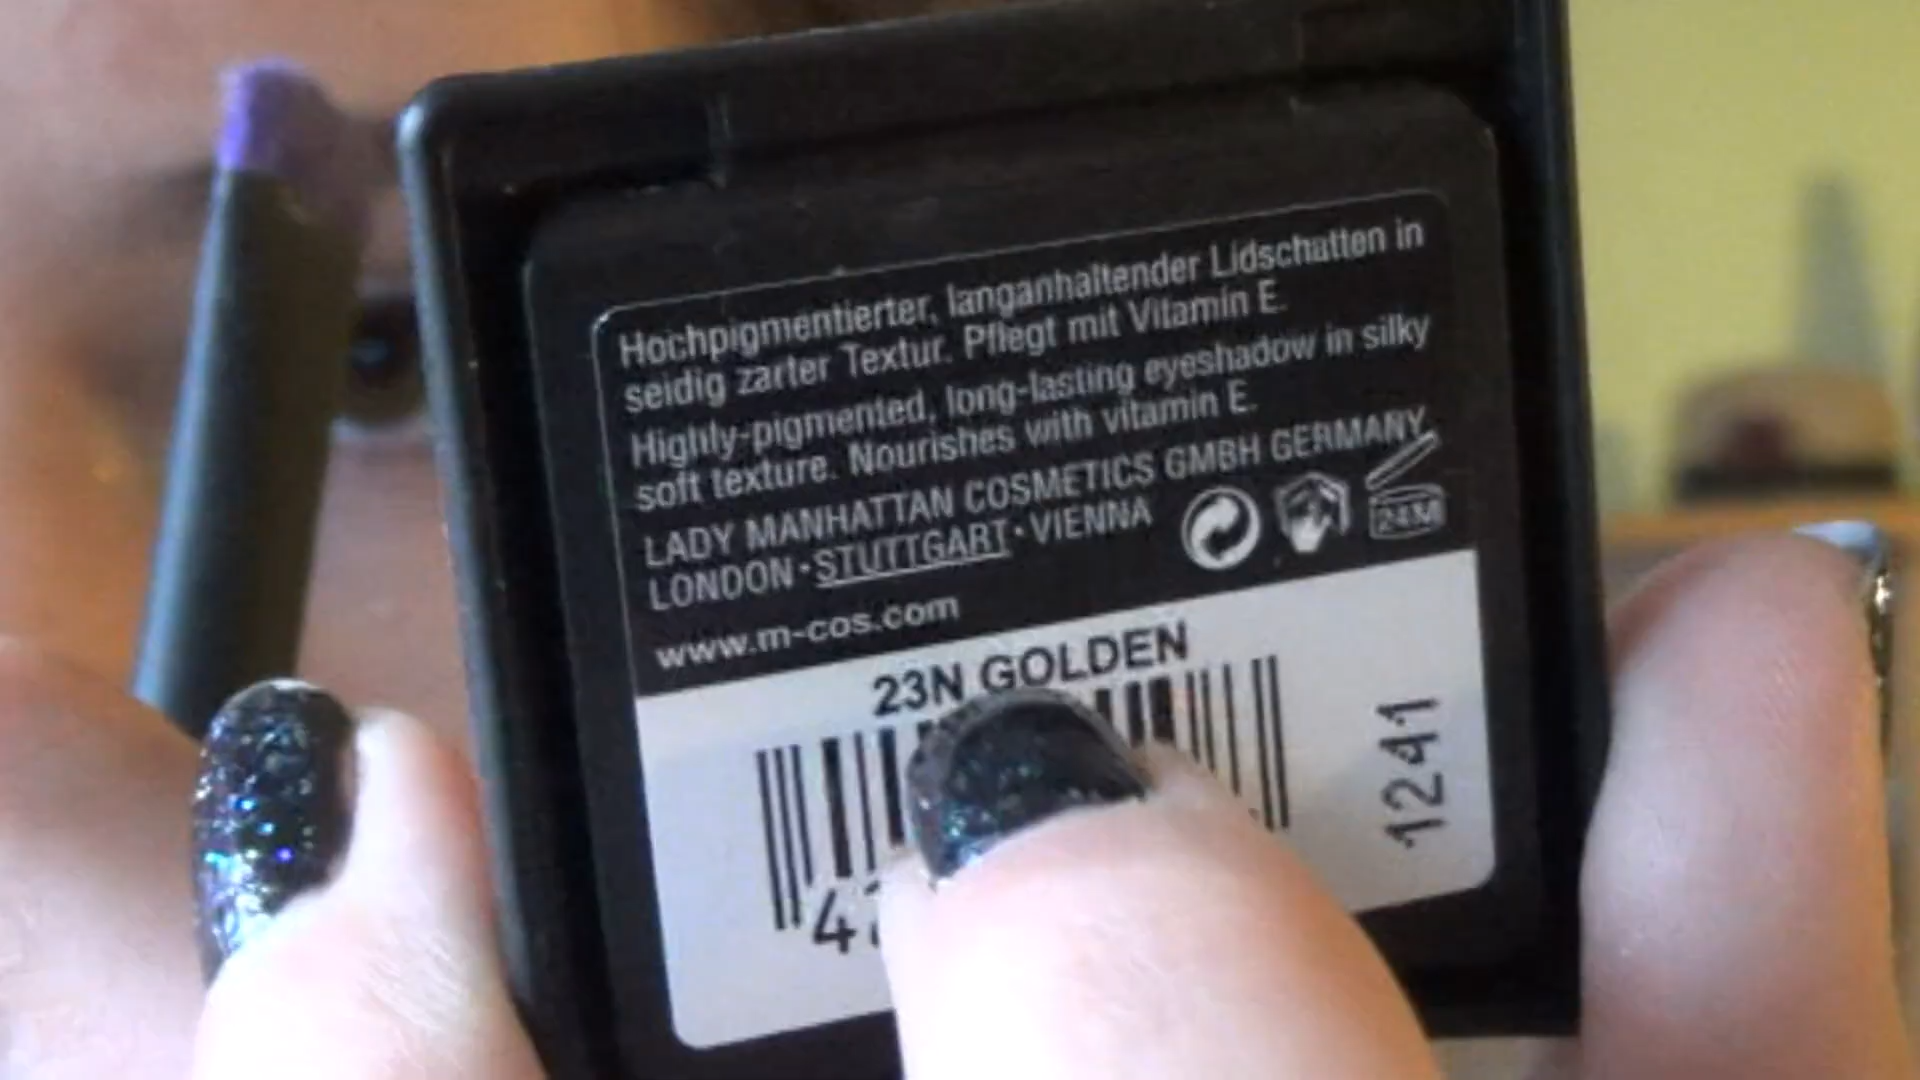 Hochpigmentierter, langanhaltender Lidschatten in
seidig zarter Textur. Pflegt mit Vitamin E.
Highly-pigmented, long-lasting eyeshadow in silky
soft texture. Nourishes with vitamin E.
LADY MANHATTAN COSMETICS GMBH GERMANY
LONDON·STUTTGART·VIENNA
24M
www.m-cos.com
23N GOLDEN
1241